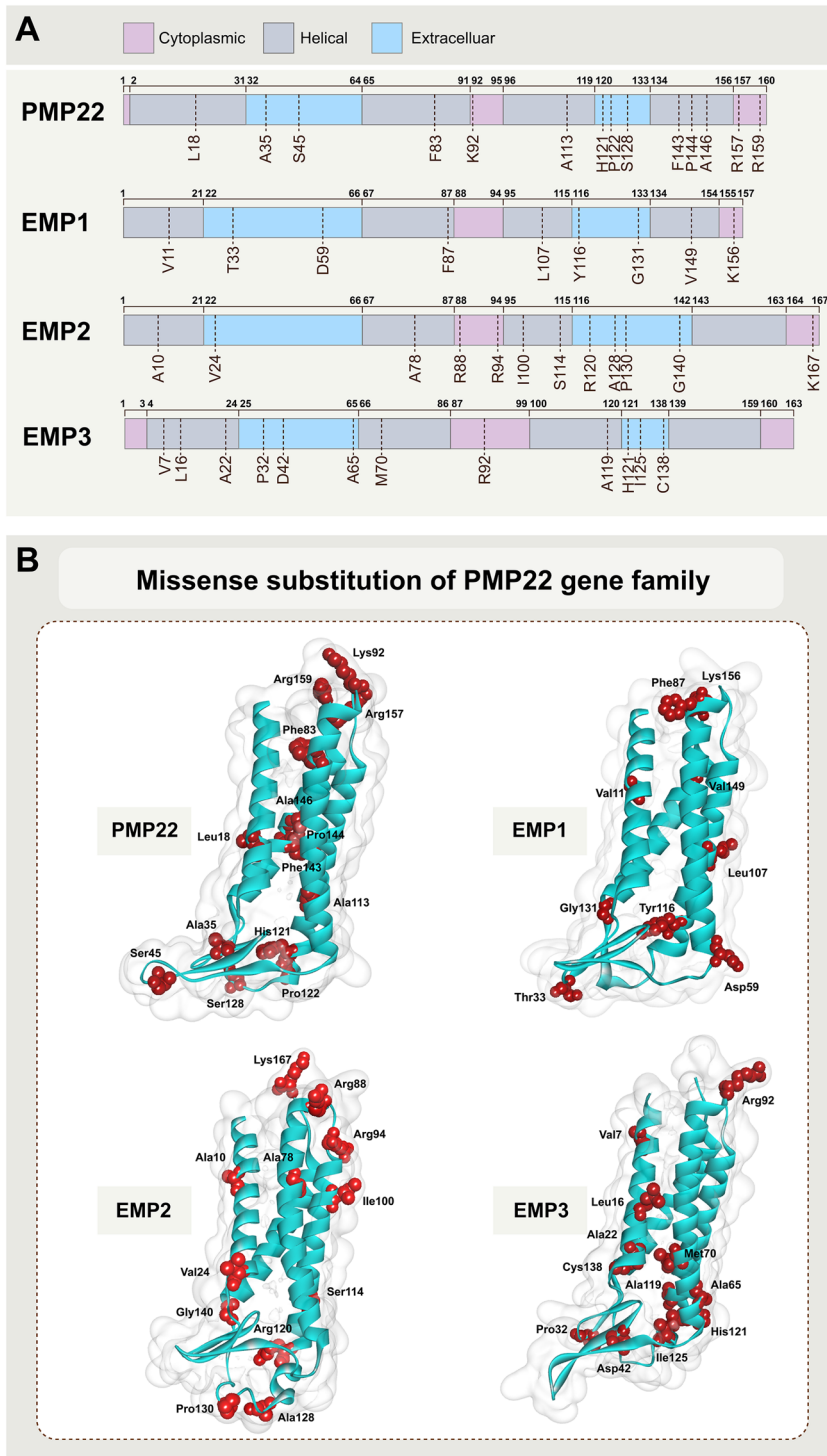 A
Cytoplasmic Helical Extracelluar
1 2 31 32 64 65 91 92 95 96 119 120 133 134 156 157 160
PMP22
L18 A35 S45 F83 K92 A113 H121 P122 S128 F143 P144 A146 R157 R159
1 21 22 66 67 87 88 94 95 115 116 133 134 154 155 157
EMP1
V11 T33 D59 F87 L107 Y116 G131 V149 K156
1 21 22 66 67 87 88 94 95 115 116 142 143 163 164 167
EMP2
A10 V24 A78 R88 R94 I100 S114 R120 A128 P130 G140 K167
1 3 4 24 25 65 66 86 87 99 100 120 121 138 139 159 160 163
EMP3
V7 L16 A22 P32 D42 A65 M70 R92 A119 H121 I125 C138
B
Missense substitution of PMP22 gene family
PMP22
Lys92
Arg159
Arg157
Phe83
Ala146
Leu18
Pro144
Phe143
Ala113
Ala35
His121
Ser45
Ser128
Pro122
EMP1
Phe87
Lys156
Val11
Val149
Leu107
Gly131
Tyr116
Thr33
Asp59
EMP2
Lys167
Arg88
Arg94
Ala10
Ala78
Ile100
Val24
Ser114
Gly140
Arg120
Pro130
Ala128
EMP3
Arg92
Val7
Leu16
Ala22
Met70
Cys138
Ala119
Ala65
Pro32
His121
Ile125
Asp42